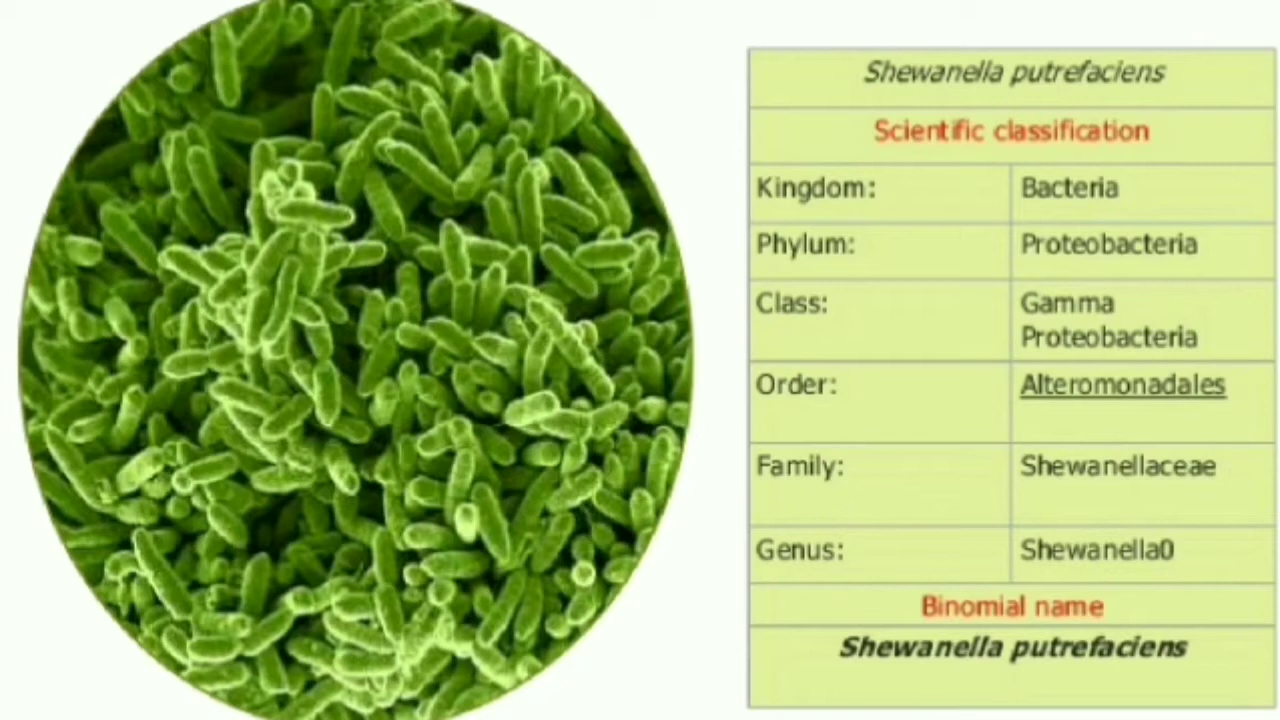 Shewanella putrefaciens
Scientific classification
Kingdom: Bacteria
Phylum: Proteobacteria
Class: Gamma
Proteobacteria
Order: Alteromonadales
Family: Shewanellaceae
Genus: Shewanella0
Binomial name
Shewanella putrefaciens